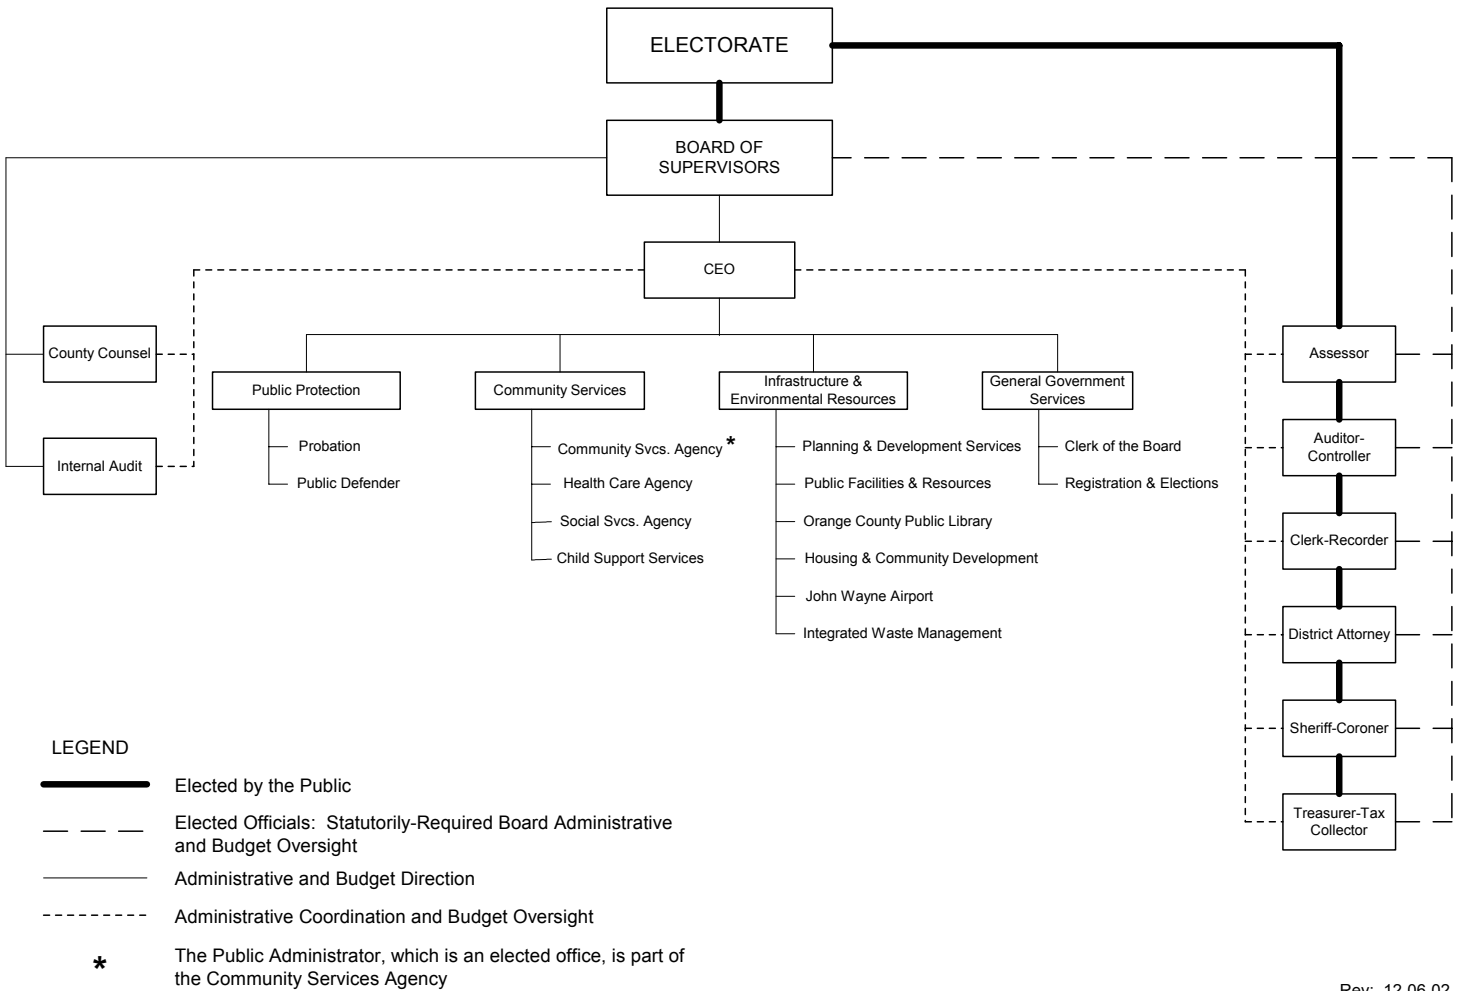 ELECTORATE
BOARD OF
SUPERVISORS
CEO
County Counsel
Internal Audit
Public Protection
Probation
Public Defender
Community Services
Community Svcs. Agency *
Health Care Agency
Social Svcs. Agency
Child Support Services
Infrastructure &
Environmental Resources
Planning & Development Services
Public Facilities & Resources
Orange County Public Library
Housing & Community Development
John Wayne Airport
Integrated Waste Management
General Government
Services
Clerk of the Board
Registration & Elections
Assessor
Auditor-
Controller
Clerk-Recorder
District Attorney
Sheriff-Coroner
Treasurer-Tax
Collector
LEGEND
Elected by the Public
Elected Officials: Statutorily-Required Board Administrative
and Budget Oversight
Administrative and Budget Direction
Administrative Coordination and Budget Oversight
* The Public Administrator, which is an elected office, is part of
the Community Services Agency
Rev: 12-06-02